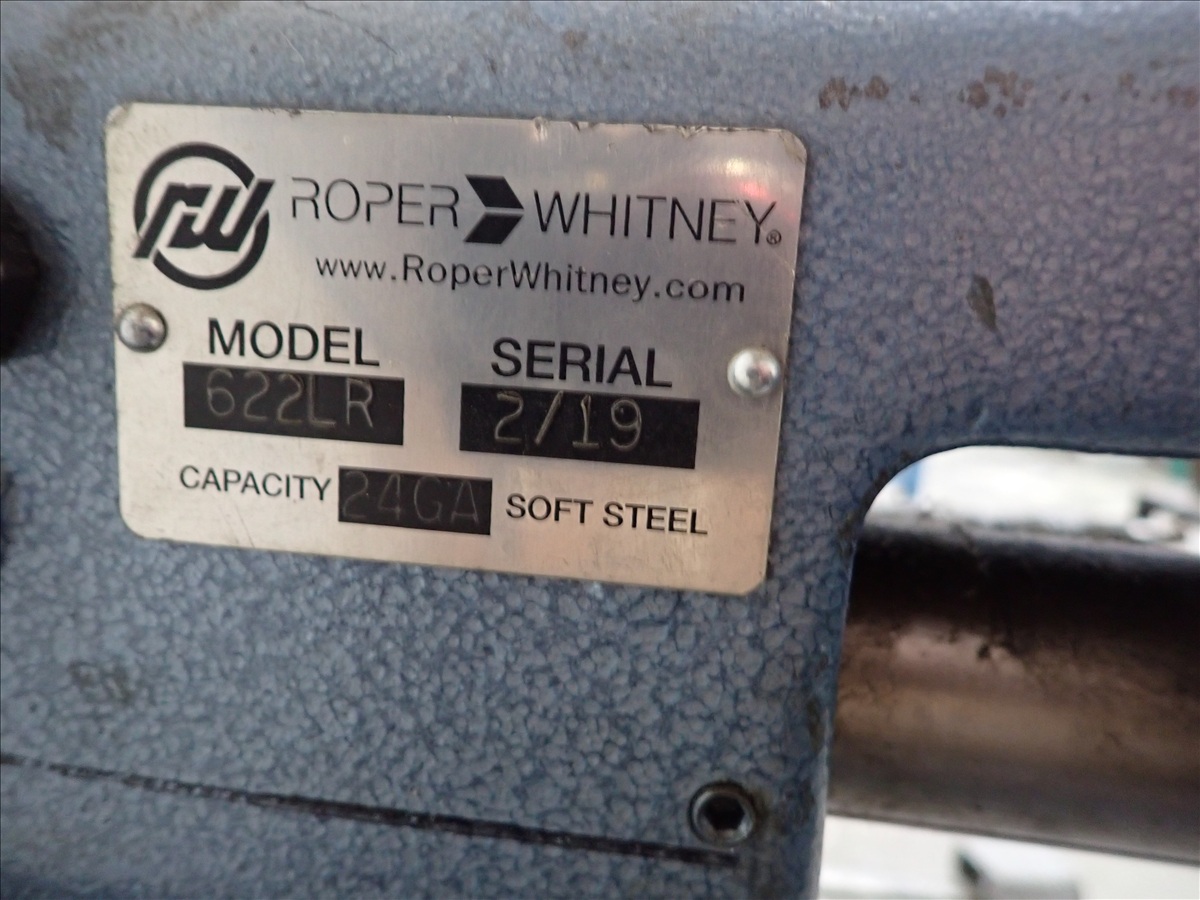 RW ROPER WHITNEY®
www.RoperWhitney.com
MODEL SERIAL
622LR 2/19
CAPACITY 24GA SOFT STEEL